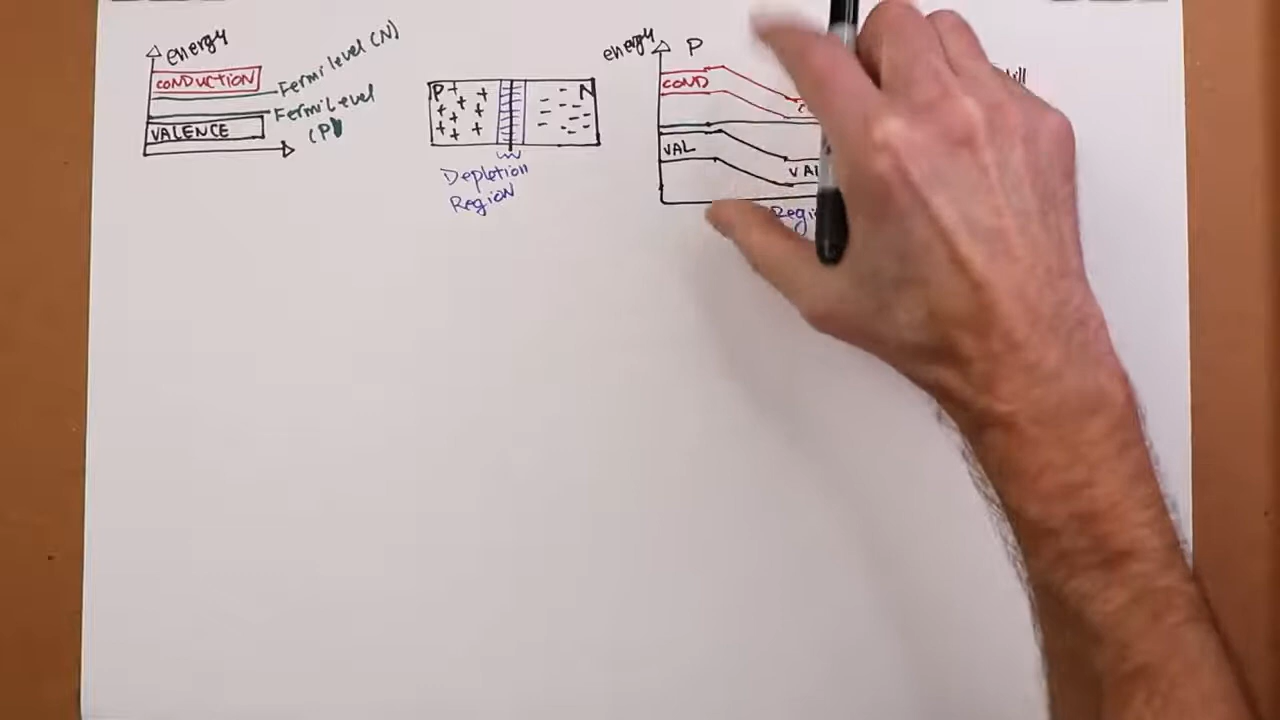 energy
CONDUCTION
Fermi level (N)
Fermi Level
(P)
VALENCE
P
N
Depletion
Region
energy
P
COND
VAL